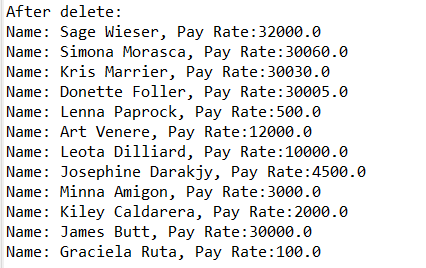 After delete:
Name: Sage Wieser, Pay Rate:32000.0
Name: Simona Morasca, Pay Rate:30060.0
Name: Kris Marrier, Pay Rate:30030.0
Name: Donette Foller, Pay Rate:30005.0
Name: Lenna Paprock, Pay Rate:500.0
Name: Art Venere, Pay Rate:12000.0
Name: Leota Dilliard, Pay Rate:10000.0
Name: Josephine Darakjy, Pay Rate:4500.0
Name: Minna Amigon, Pay Rate:3000.0
Name: Kiley Caldarera, Pay Rate:2000.0
Name: James Butt, Pay Rate:30000.0
Name: Graciela Ruta, Pay Rate:100.0